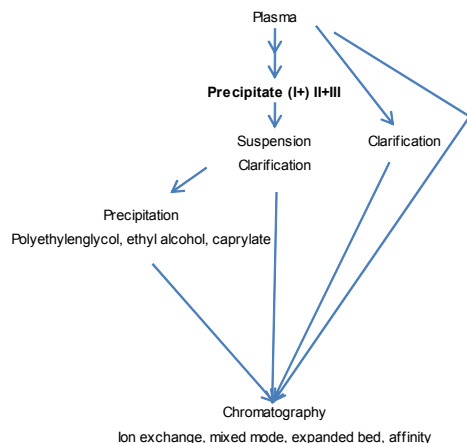 Plasma
Precipitate (I+) II+III
Suspension
Clarification
Clarification
Precipitation
Polyethylenglycol, ethyl alcohol, caprylate
Chromatography
Ion exchange, mixed mode, expanded bed, affinity